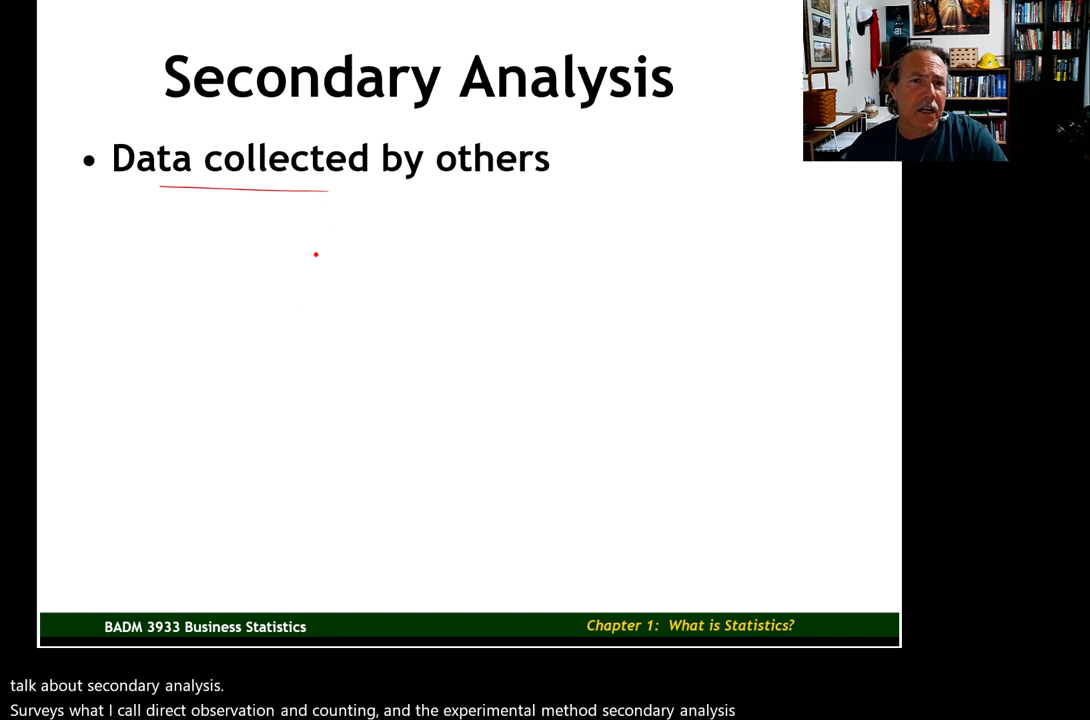 Secondary Analysis
• Data collected by others
BADM 3933 Business Statistics
Chapter 1: What is Statistics?
talk about secondary analysis.
Surveys what I call direct observation and counting, and the experimental method secondary analysis